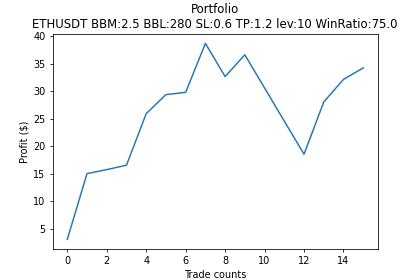 Portfolio
ETHUSDT BBM:2.5 BBL:280 SL:0.6 TP:1.2 lev:10 WinRatio:75.0
40
35
30
25
20
15
10
5
Profit ($)
0 2 4 6 8 10 12 14
Trade counts